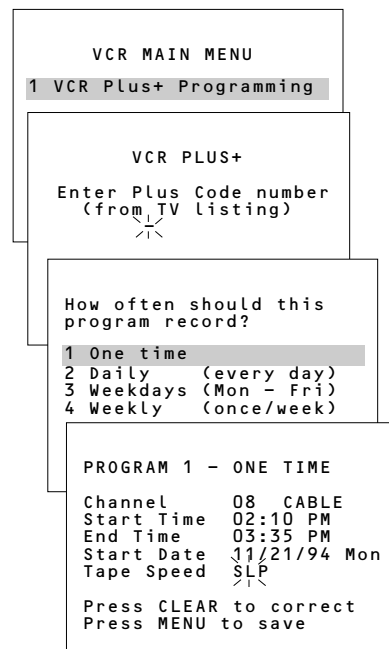 VCR MAIN MENU
1 VCR Plus+ Programming
VCR PLUS+
Enter Plus Code number
(from TV listing)
-
How often should this
program record?
1 One time
2 Daily (every day)
3 Weekdays (Mon - Fri)
4 Weekly (once/week)
PROGRAM 1 - ONE TIME
Channel 08 CABLE
Start Time 02:10 PM
End Time 03:35 PM
Start Date 11/21/94 Mon
Tape Speed SLP
Press CLEAR to correct
Press MENU to save